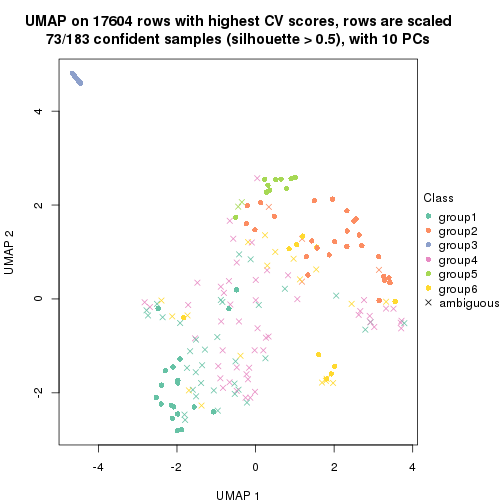 UMAP on 17604 rows with highest CV scores, rows are scaled
73/183 confident samples (silhouette > 0.5), with 10 PCs
4
2
0
-2
UMAP 2
-4
-2
0
2
4
UMAP 1
Class
group1
group2
group3
group4
group5
group6
ambiguous